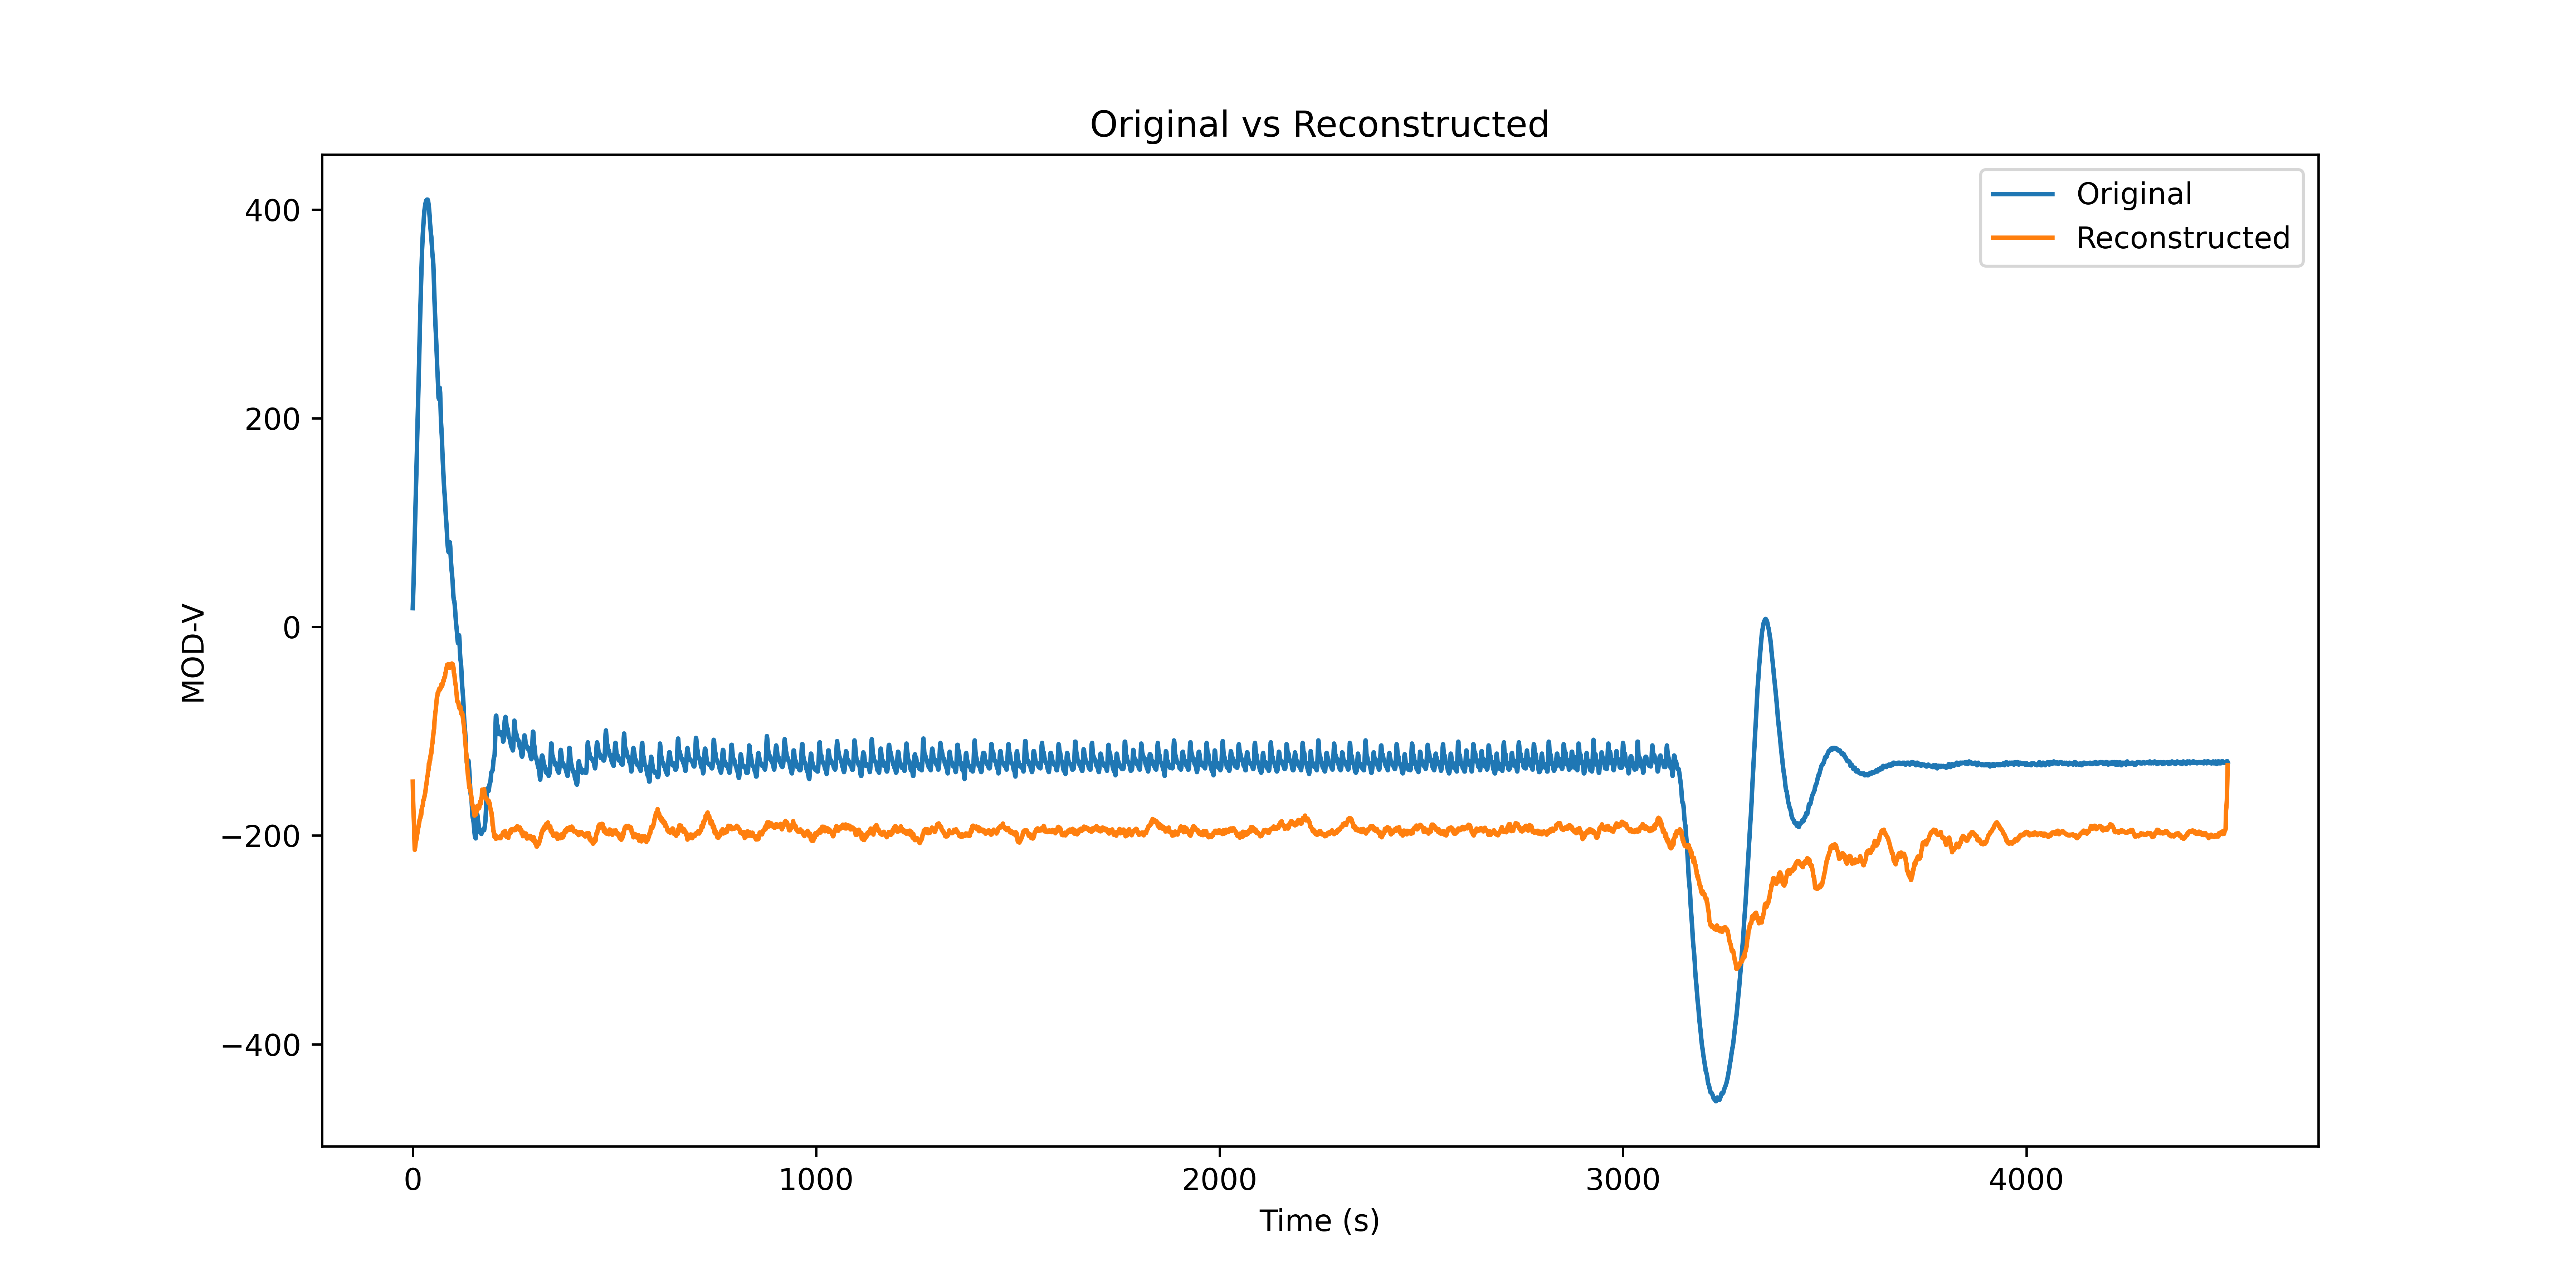 Original vs Reconstructed
Original
Reconstructed
400
200
0
−200
−400
MOD-V
0 1000 2000 3000 4000
Time (s)